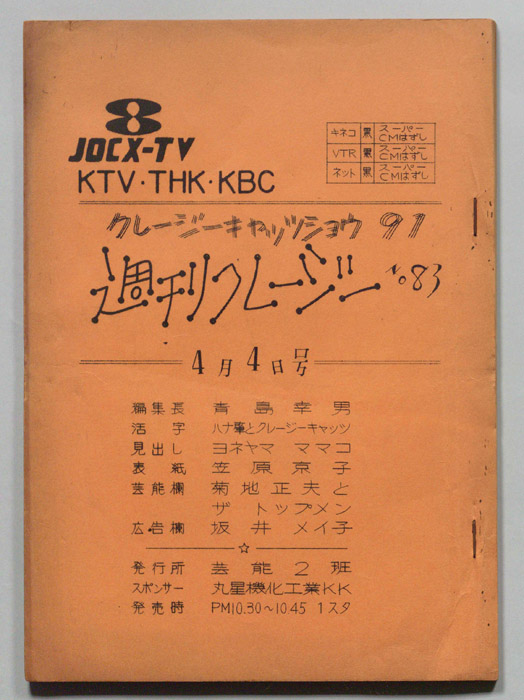 8
JOCX-TV
KTV・THK・KBC
キネコ 黒 スーパー CMはずし
VTR 黒 スーパー CMはずし
ネット 黒 スーパー CMはずし
クレージーキャッツショウ 91
週刊クレージー No83
4月4日号
編集長 青島幸男
活字 ハナ肇とクレージーキャッツ
見出し ヨネヤマ ママコ
表紙 笠原京子
芸能欄 菊地正夫と
ザ トップメン
広告欄 坂井メイ子
☆
発行所 芸能2班
スポンサー 丸星機化工業KK
発売時 PM10.30〜10.45 1スタ